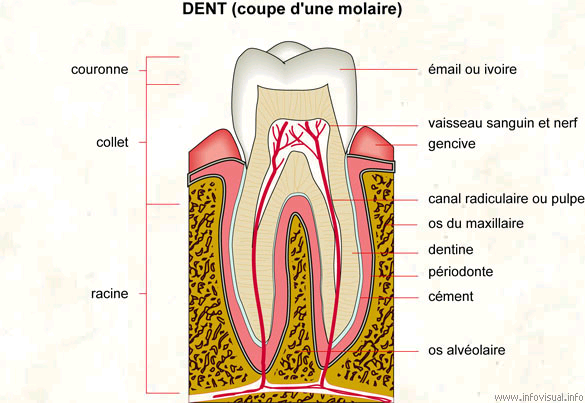 DENT (coupe d'une molaire)
couronne
collet
racine
émail ou ivoire
vaisseau sanguin et nerf
gencive
canal radiculaire ou pulpe
os du maxillaire
dentine
périodonte
cément
os alvéolaire
www.infovisual.info